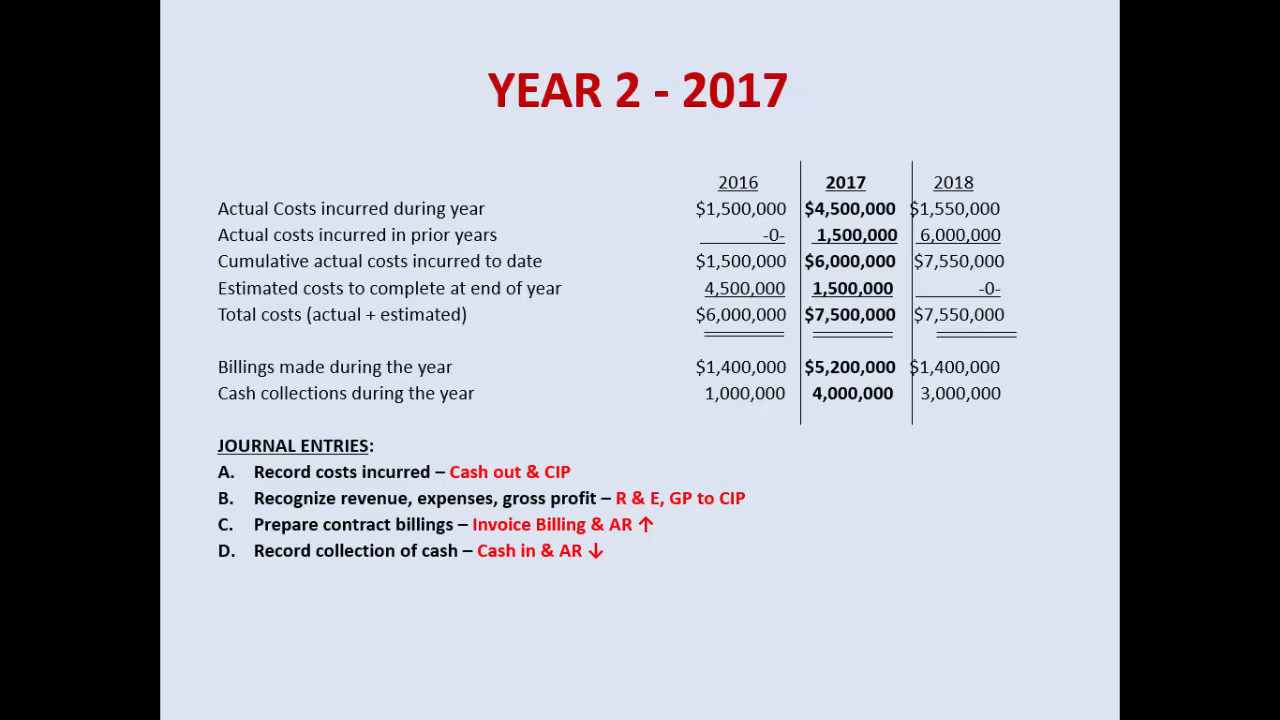 YEAR 2 - 2017
2016 2017 2018
Actual Costs incurred during year $1,500,000 $4,500,000 $1,550,000
Actual costs incurred in prior years -0- 1,500,000 6,000,000
Cumulative actual costs incurred to date $1,500,000 $6,000,000 $7,550,000
Estimated costs to complete at end of year 4,500,000 1,500,000 -0-
Total costs (actual + estimated) $6,000,000 $7,500,000 $7,550,000
Billings made during the year $1,400,000 $5,200,000 $1,400,000
Cash collections during the year 1,000,000 4,000,000 3,000,000
JOURNAL ENTRIES:
A. Record costs incurred – Cash out & CIP
B. Recognize revenue, expenses, gross profit – R & E, GP to CIP
C. Prepare contract billings – Invoice Billing & AR ↑
D. Record collection of cash – Cash in & AR ↓